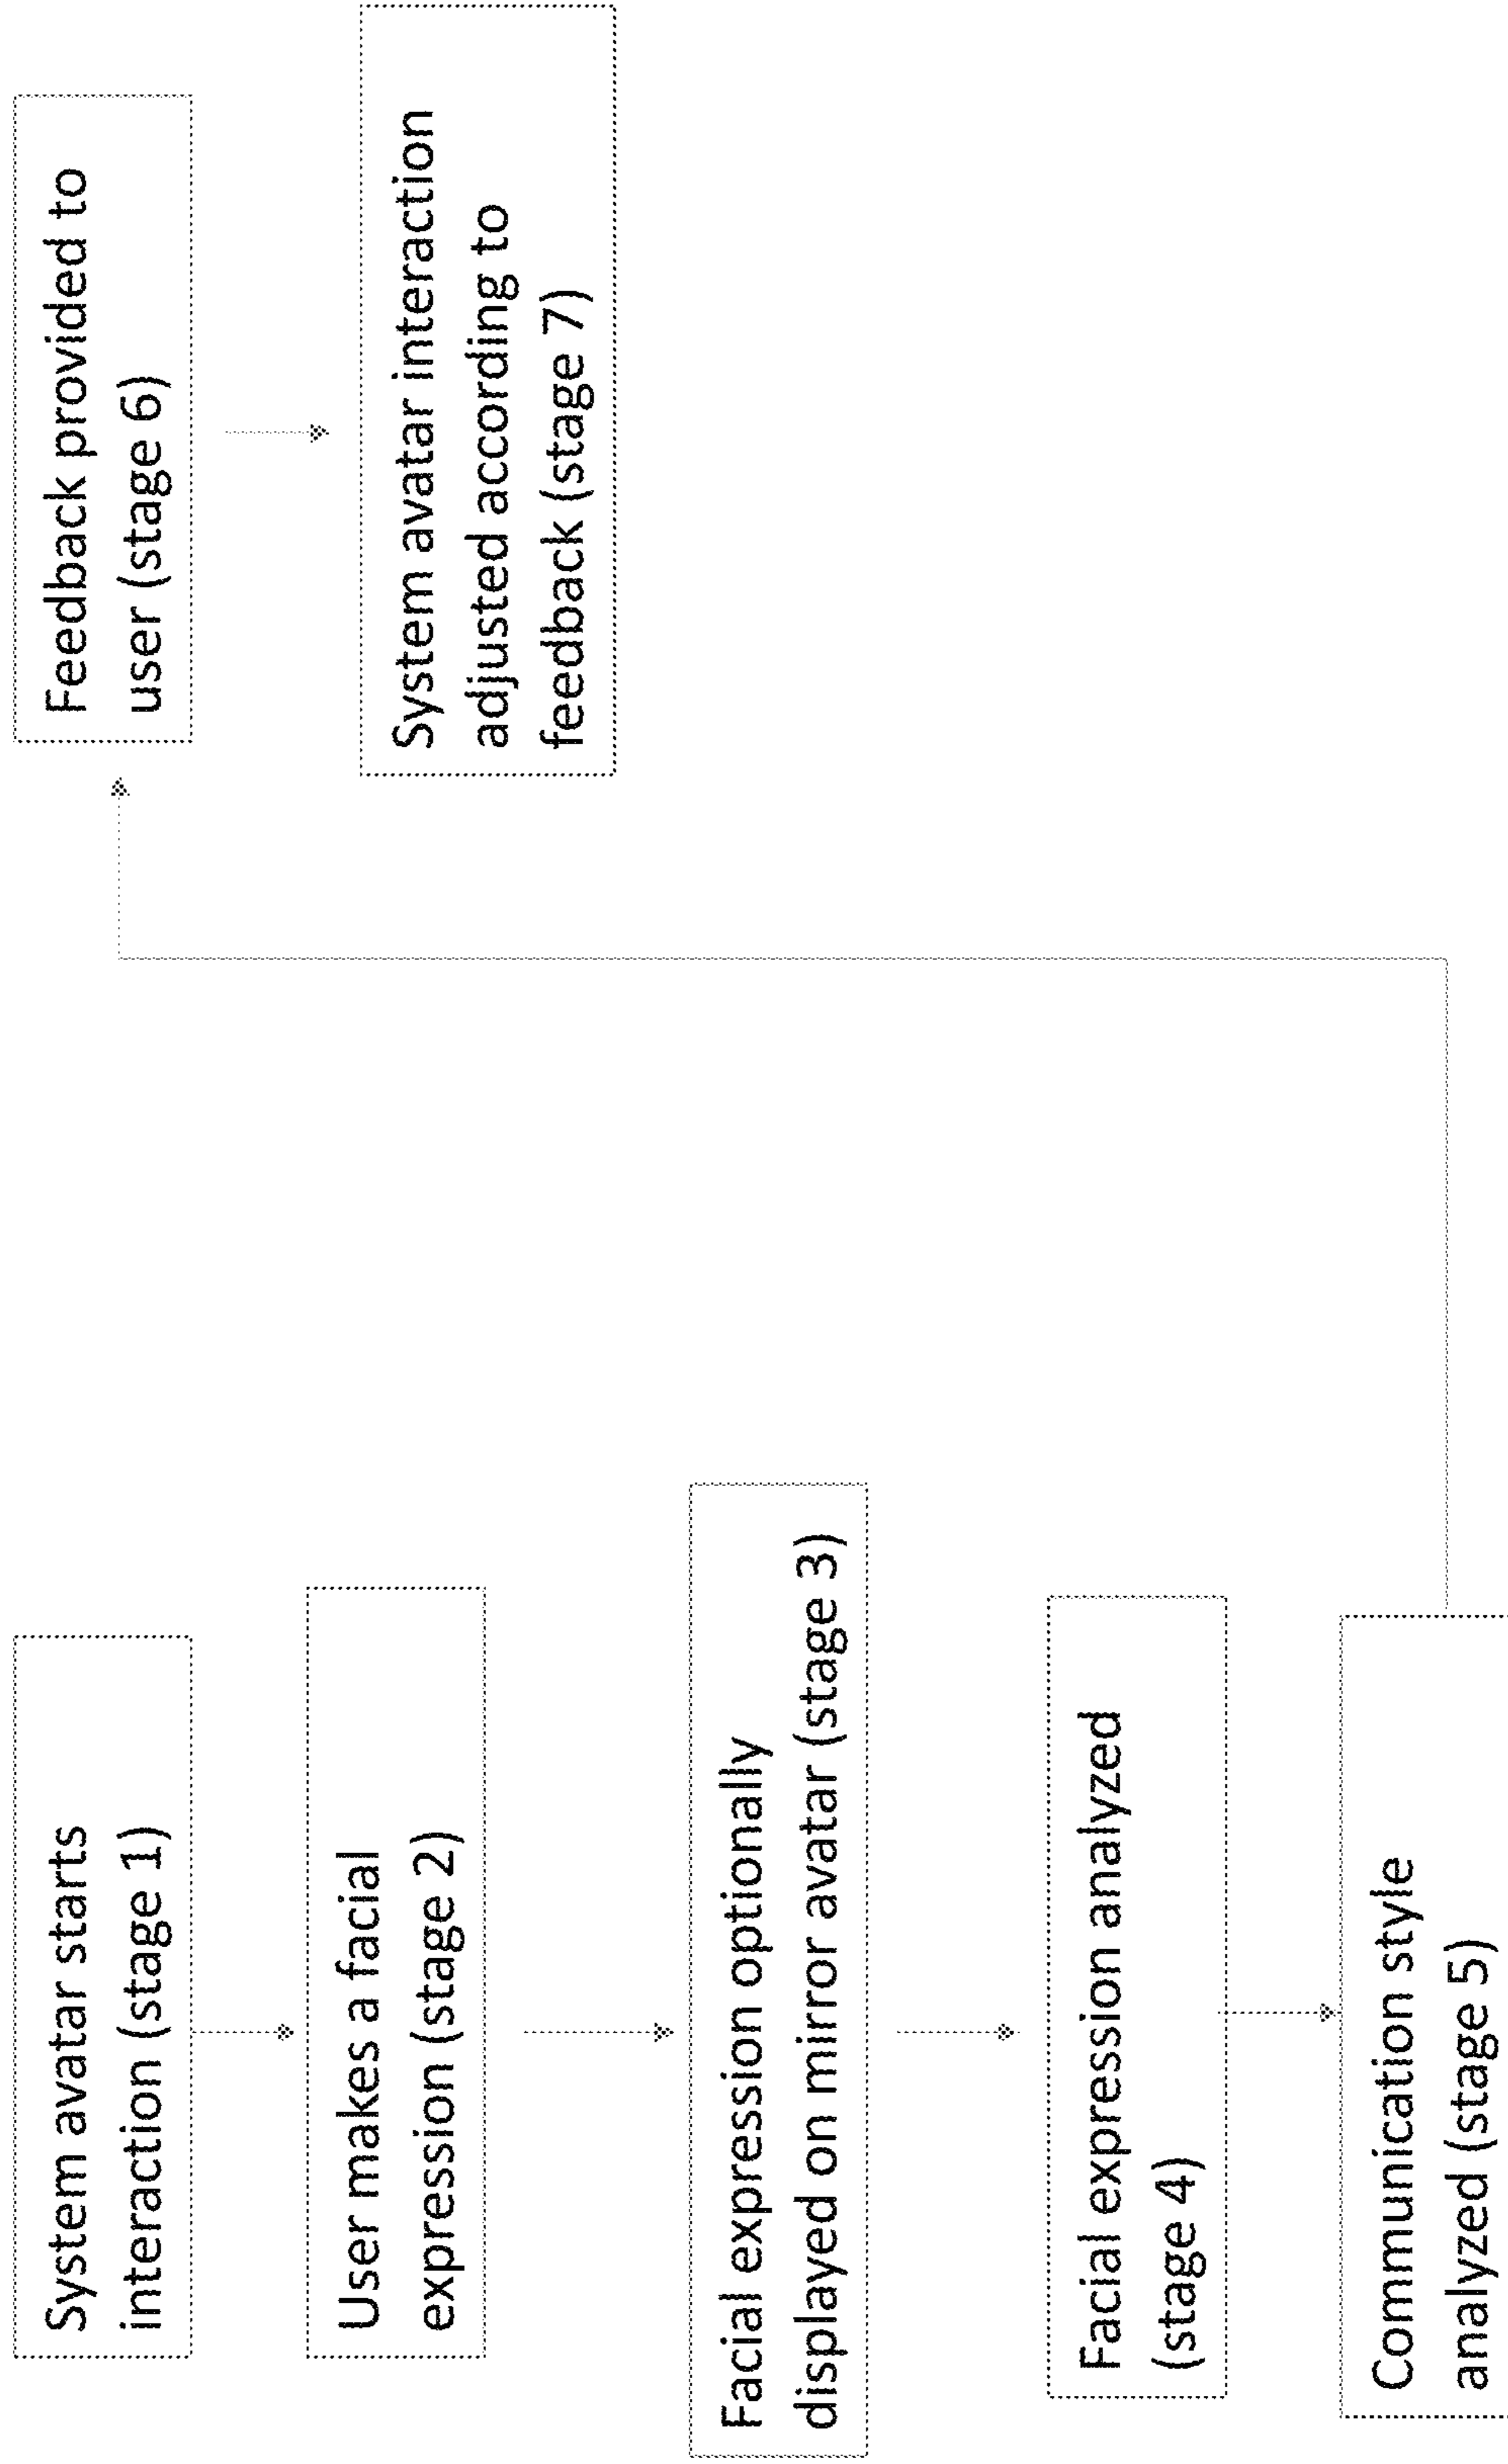 System avatar starts
interaction (stage 1)
User makes a facial
expression (stage 2)
Facial expression optionally
displayed on mirror avatar (stage 3)
Facial expression analyzed
(stage 4)
Communication style
analyzed (stage 5)
Feedback provided to
user (stage 6)
System avatar interaction
adjusted according to
feedback (stage 7)